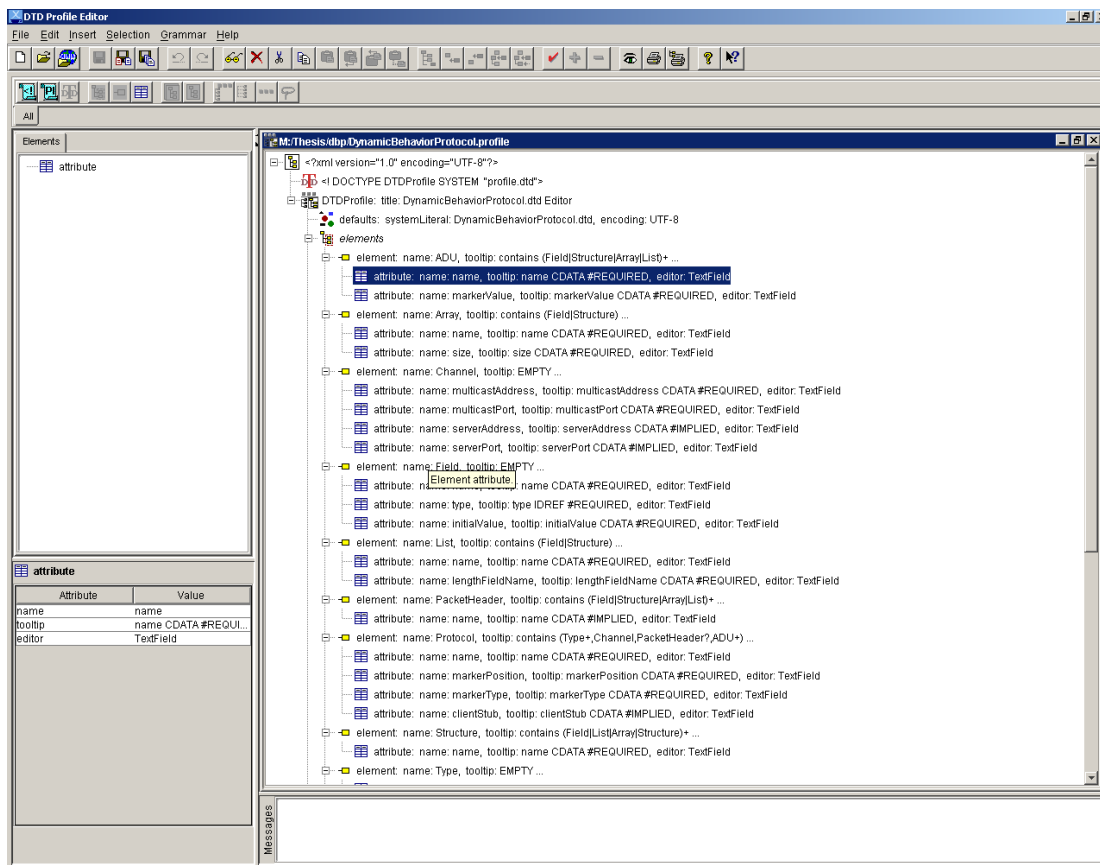 DTD Profile Editor
File Edit Insert Selection Grammar Help
All
Elements
attribute
M:/Thesis/dbp/DynamicBehaviorProtocol.profile
<?xml version="1.0" encoding="UTF-8"?>
<! DOCTYPE DTDProfile SYSTEM "profile.dtd">
DTDProfile: title: DynamicBehaviorProtocol.dtd Editor
defaults: systemLiteral: DynamicBehaviorProtocol.dtd, encoding: UTF-8
elements
element: name: ADU, tooltip: contains (Field|Structure|Array|List)+ ...
attribute: name: name, tooltip: name CDATA #REQUIRED, editor: TextField
attribute: name: markerValue, tooltip: markerValue CDATA #REQUIRED, editor: TextField
element: name: Array, tooltip: contains (Field|Structure) ...
attribute: name: name, tooltip: name CDATA #REQUIRED, editor: TextField
attribute: name: size, tooltip: size CDATA #REQUIRED, editor: TextField
element: name: Channel, tooltip: EMPTY ...
attribute: name: multicastAddress, tooltip: multicastAddress CDATA #REQUIRED, editor: TextField
attribute: name: multicastPort, tooltip: multicastPort CDATA #REQUIRED, editor: TextField
attribute: name: serverAddress, tooltip: serverAddress CDATA #IMPLIED, editor: TextField
attribute: name: serverPort, tooltip: serverPort CDATA #IMPLIED, editor: TextField
element: name: Field, tooltip: EMPTY ...
Element attribute.
attribute: name CDATA #REQUIRED, editor: TextField
attribute: name: type, tooltip: type IDREF #REQUIRED, editor: TextField
attribute: name: initialValue, tooltip: initialValue CDATA #REQUIRED, editor: TextField
element: name: List, tooltip: contains (Field|Structure) ...
attribute: name: name, tooltip: name CDATA #REQUIRED, editor: TextField
attribute: name: lengthFieldName, tooltip: lengthFieldName CDATA #REQUIRED, editor: TextField
element: name: PacketHeader, tooltip: contains (Field|Structure|Array|List)+ ...
attribute: name: name, tooltip: name CDATA #IMPLIED, editor: TextField
element: name: Protocol, tooltip: contains (Type+,Channel,PacketHeader?,ADU+) ...
attribute: name: name, tooltip: name CDATA #REQUIRED, editor: TextField
attribute: name: markerPosition, tooltip: markerPosition CDATA #REQUIRED, editor: TextField
attribute: name: markerType, tooltip: markerType CDATA #REQUIRED, editor: TextField
attribute: name: clientStub, tooltip: clientStub CDATA #IMPLIED, editor: TextField
element: name: Structure, tooltip: contains (Field|List|Array|Structure)+ ...
attribute: name: name, tooltip: name CDATA #REQUIRED, editor: TextField
element: name: Type, tooltip: EMPTY ...
attribute
Attribute Value
name name
tooltip name CDATA #REQUI...
editor TextField
Messages